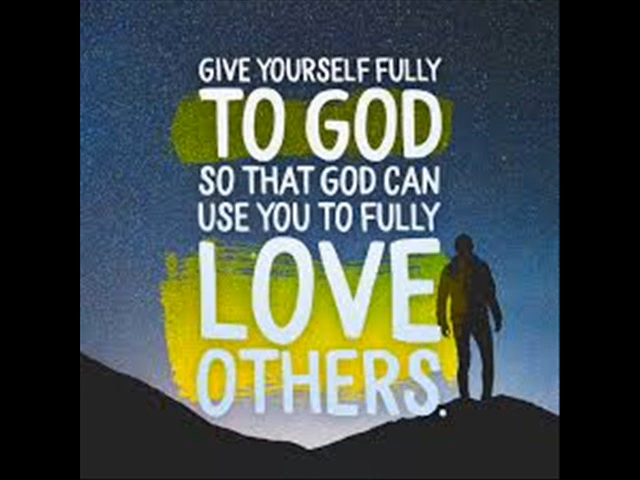 GIVE YOURSELF FULLY
TO GOD
SO THAT GOD CAN
USE YOU TO FULLY
LOVE
OTHERS.